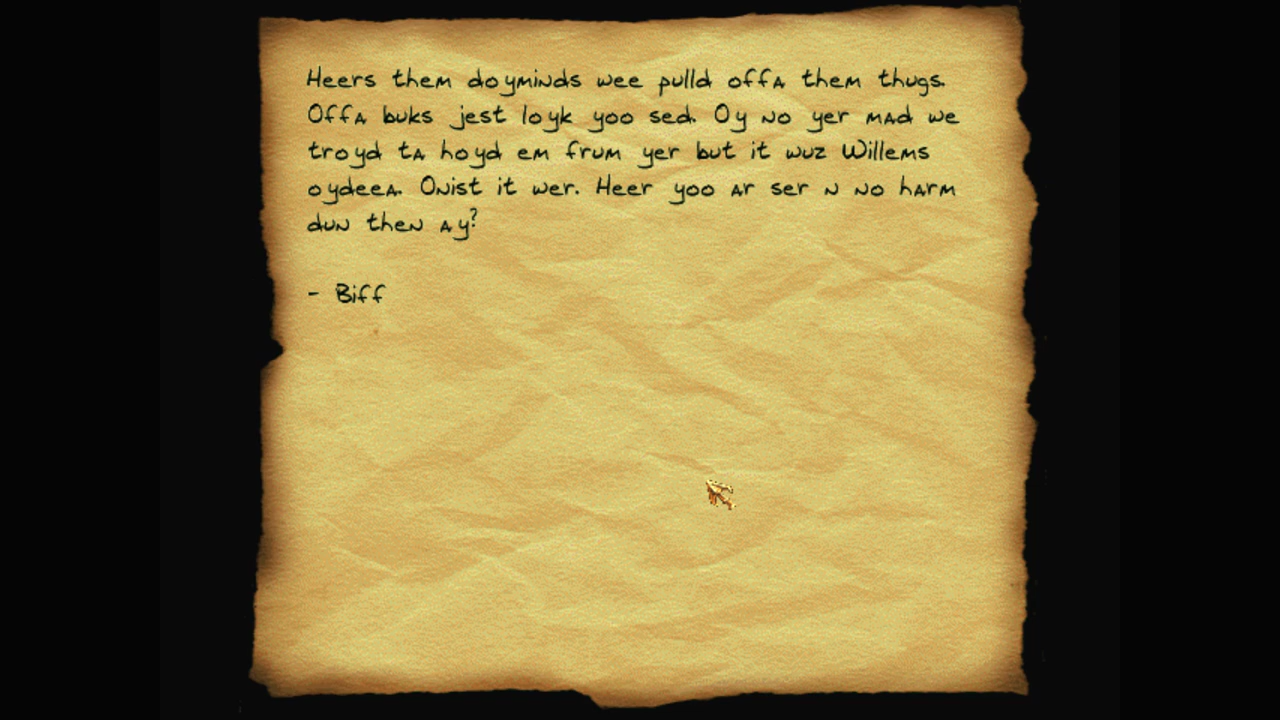 Heers them doyminds wee pulld offa them thugs.
Offa buks jest loyk yoo sed. Oy no yer mad we
troyd ta hoyd em frum yer but it wuz Willems
oydeea. Onist it wer. Heer yoo ar ser n no harm
dun then ay?
- Biff